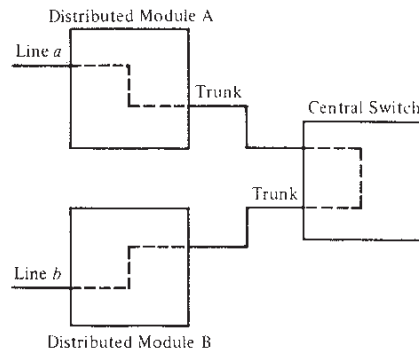 Distributed Module A
Line a
Trunk
Central Switch
Trunk
Line b
Distributed Module B